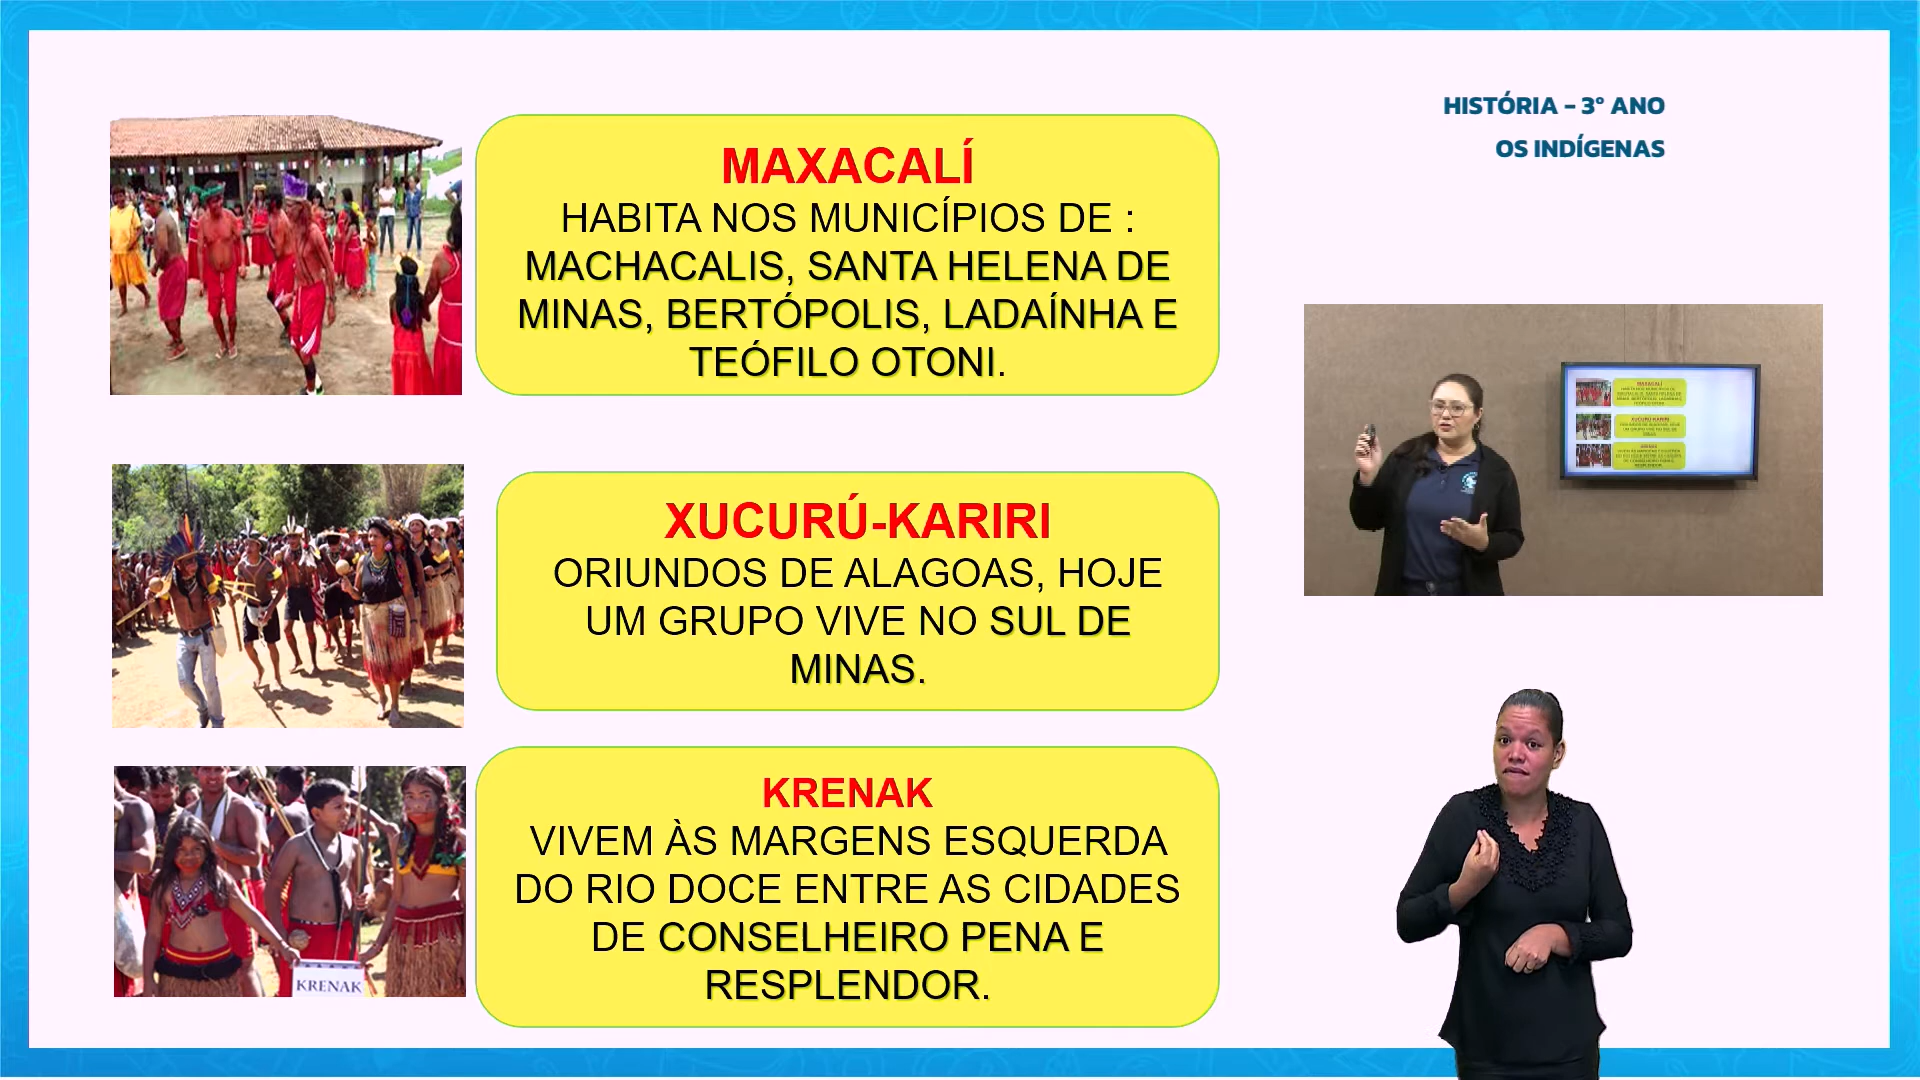 HISTÓRIA - 3º ANO
OS INDÍGENAS
MAXACALÍ
HABITA NOS MUNICÍPIOS DE :
MACHACALIS, SANTA HELENA DE
MINAS, BERTÓPOLIS, LADAÍNHA E
TEÓFILO OTONI.
XUCURÚ-KARIRI
ORIUNDOS DE ALAGOAS, HOJE
UM GRUPO VIVE NO SUL DE
MINAS.
KRENAK
VIVEM ÀS MARGENS ESQUERDA
DO RIO DOCE ENTRE AS CIDADES
DE CONSELHEIRO PENA E
RESPLENDOR.
KRENAK